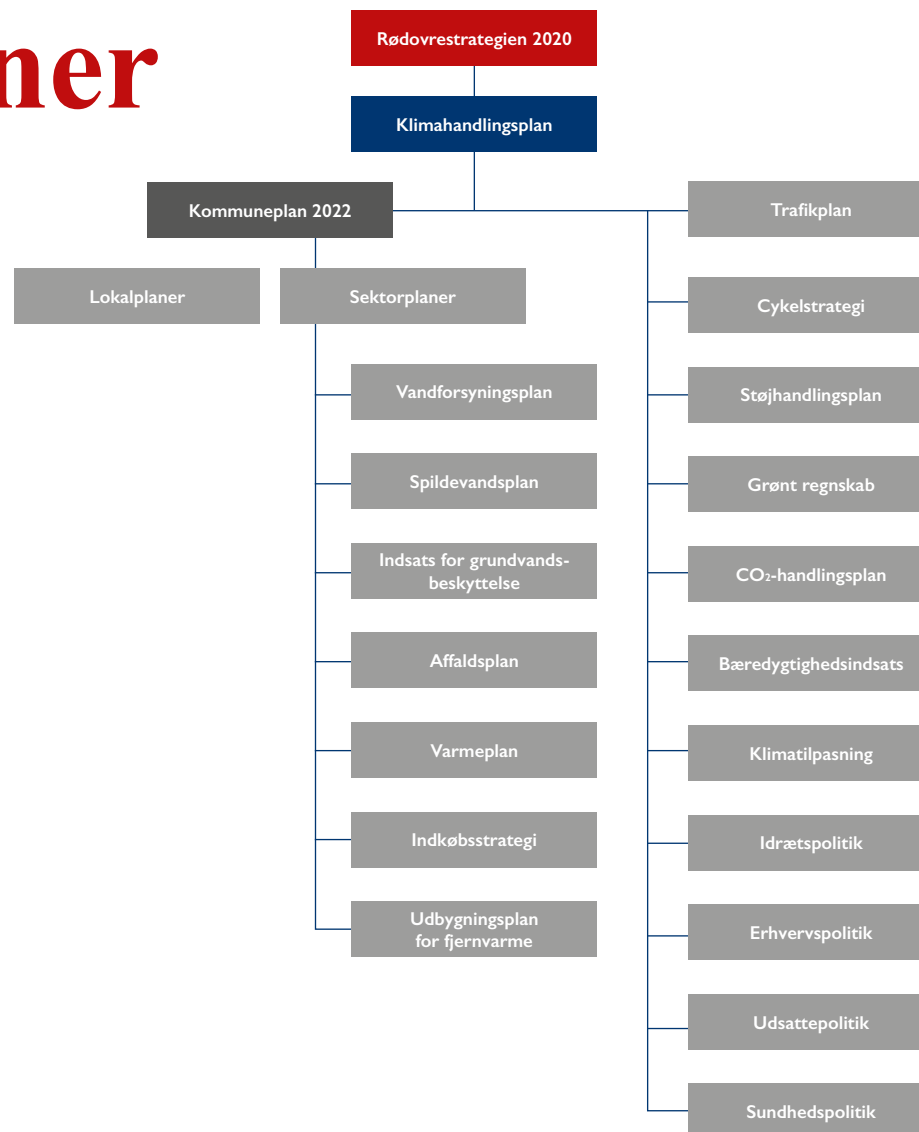 ner
Rødovrestrategien 2020
Klimahandlingsplan
Kommuneplan 2022
Lokalplaner
Sektorplaner
Vandforsyningsplan
Spildevandsplan
Indsats for grundvands-
beskyttelse
Affaldsplan
Varmeplan
Indkøbsstrategi
Udbygningsplan
for fjernvarme
Trafikplan
Cykelstrategi
Støjhandlingsplan
Grønt regnskab
CO₂-handlingsplan
Bæredygtighedsindsats
Klimatilpasning
Idrætspolitik
Erhvervspolitik
Udsattepolitik
Sundhedspolitik